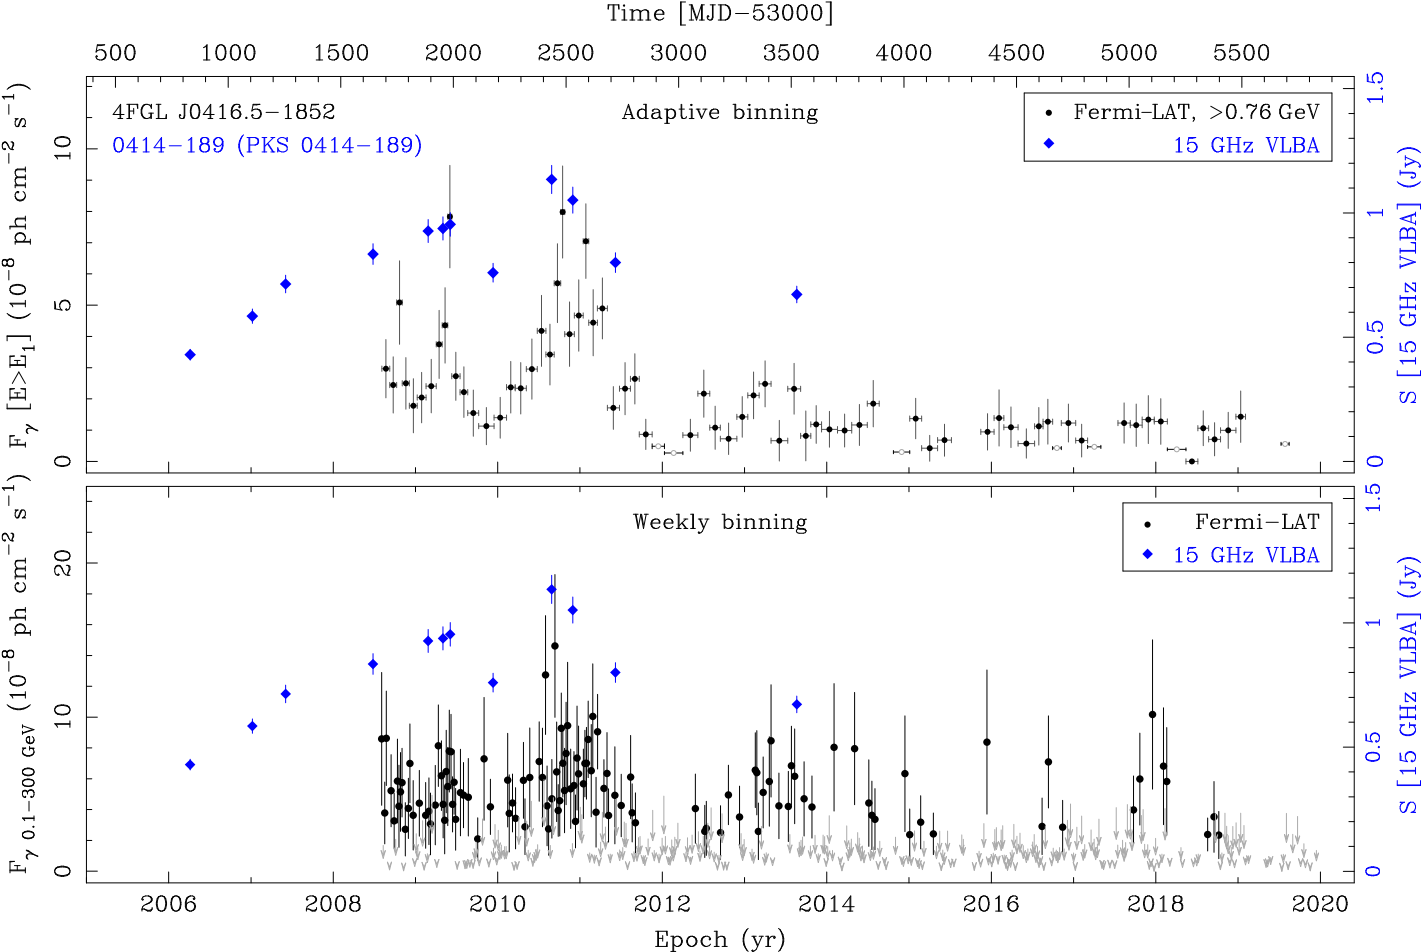 Time [MJD−53000]
500 1000 1500 2000 2500 3000 3500 4000 4500 5000 5500
4FGL J0416.5−1852
0414−189 (PKS 0414−189)
Adaptive binning
Fermi−LAT, >0.76 GeV
15 GHz VLBA
Fγ [E>E1] (10−8 ph cm−2 s−1)
10
5
0
S [15 GHz VLBA] (Jy)
1.5
1
0.5
0
Weekly binning
Fermi−LAT
15 GHz VLBA
Fγ 0.1−300 GeV (10−8 ph cm−2 s−1)
20
10
0
S [15 GHz VLBA] (Jy)
1.5
1
0.5
0
2006 2008 2010 2012 2014 2016 2018 2020
Epoch (yr)